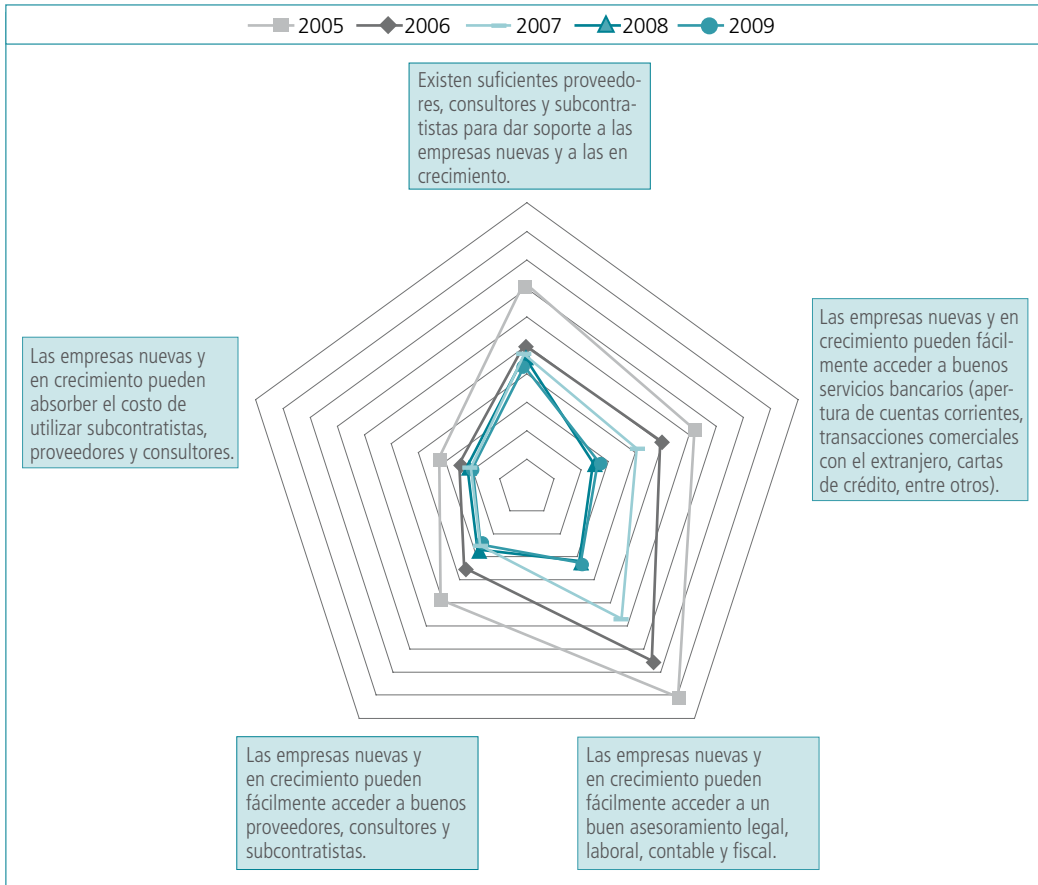 2005 2006 2007 2008 2009
Existen suficientes proveedo-
res, consultores y subcontra-
tistas para dar soporte a las
empresas nuevas y a las en
crecimiento.
Las empresas nuevas y en
crecimiento pueden fácil-
mente acceder a buenos
servicios bancarios (aper-
tura de cuentas corrientes,
transacciones comerciales
con el extranjero, cartas
de crédito, entre otros).
Las empresas nuevas y
en crecimiento pueden
absorber el costo de
utilizar subcontratistas,
proveedores y consultores.
Las empresas nuevas y
en crecimiento pueden
fácilmente acceder a buenos
proveedores, consultores y
subcontratistas.
Las empresas nuevas y
en crecimiento pueden
fácilmente acceder a un
buen asesoramiento legal,
laboral, contable y fiscal.